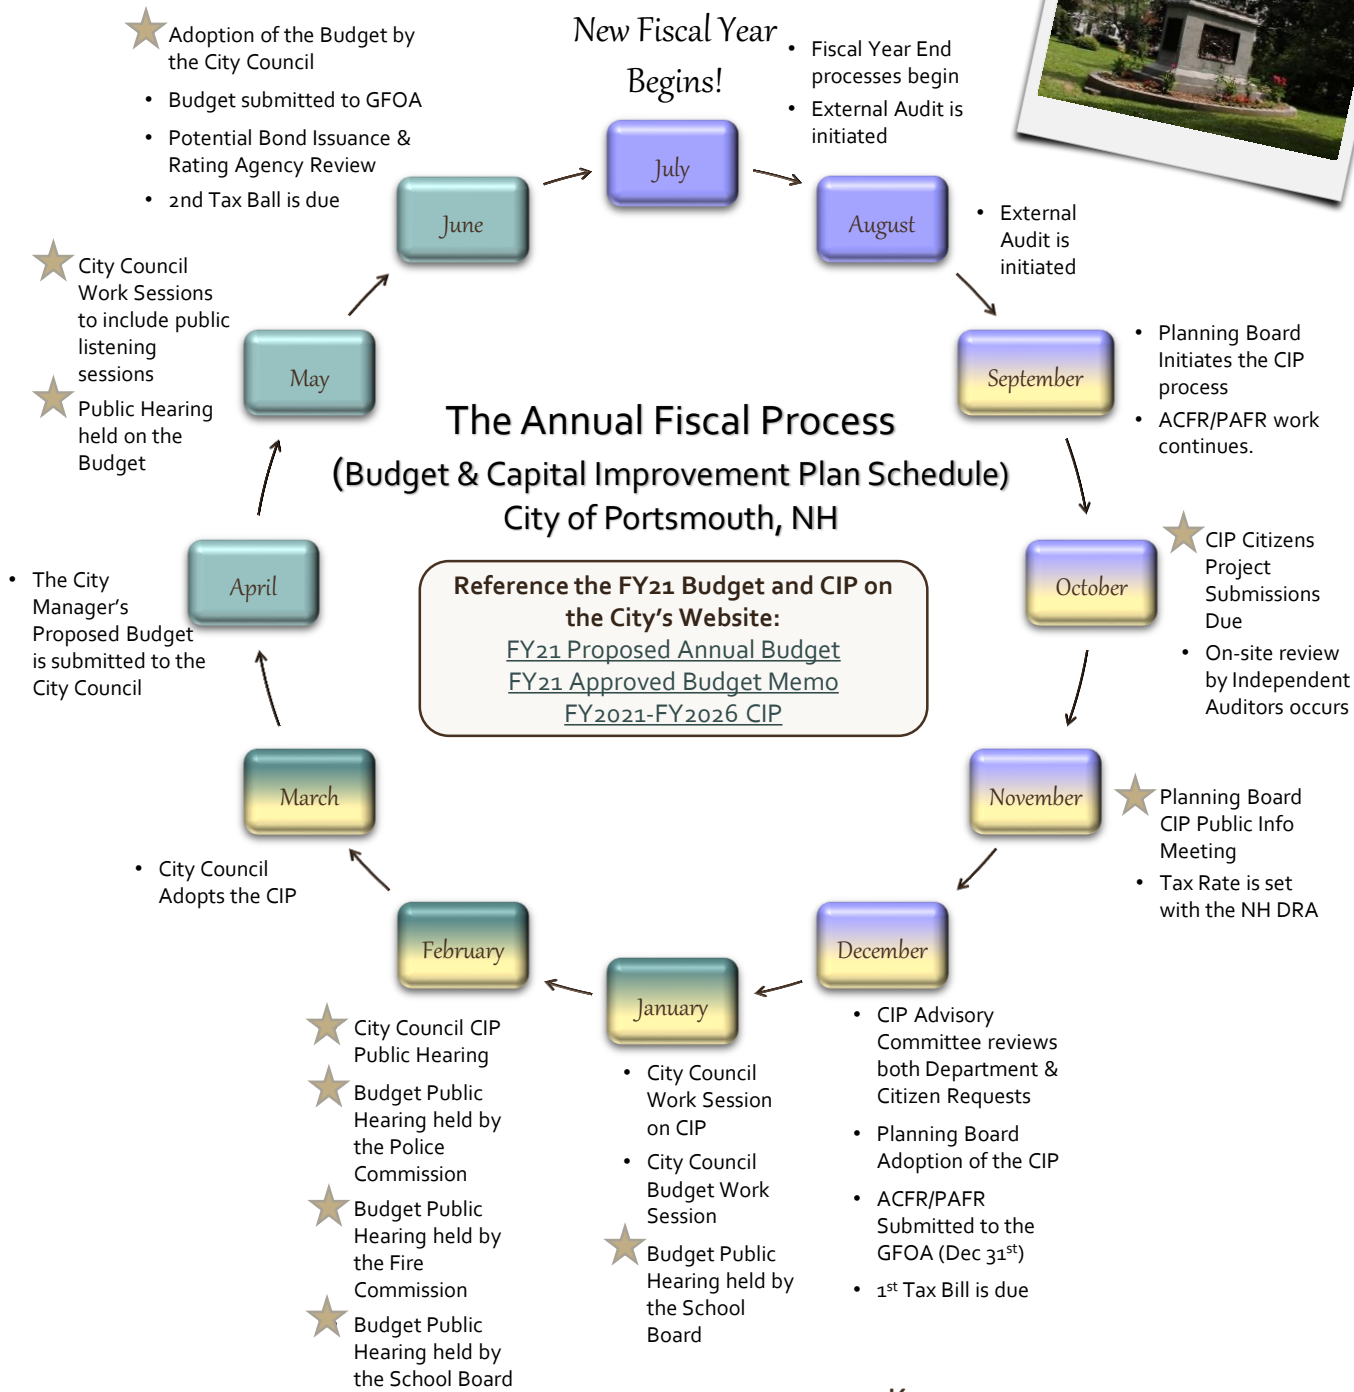 New Fiscal Year
Begins!
July
• Fiscal Year End
processes begin
• External Audit is
initiated
August
• External
Audit is
initiated
September
• Planning Board
Initiates the CIP
process
• ACFR/PAFR work
continues.
October
CIP Citizens
Project
Submissions
Due
• On-site review
by Independent
Auditors occurs
November
Planning Board
CIP Public Info
Meeting
• Tax Rate is set
with the NH DRA
December
• CIP Advisory
Committee reviews
both Department &
Citizen Requests
• Planning Board
Adoption of the CIP
• ACFR/PAFR
Submitted to the
GFOA (Dec 31st)
• 1st Tax Bill is due
January
• City Council
Work Session
on CIP
• City Council
Budget Work
Session
Budget Public
Hearing held by
the School
Board
February
City Council CIP
Public Hearing
Budget Public
Hearing held by
the Police
Commission
Budget Public
Hearing held by
the Fire
Commission
Budget Public
Hearing held by
the School Board
March
• City Council
Adopts the CIP
April
• The City
Manager’s
Proposed Budget
is submitted to the
City Council
May
City Council
Work Sessions
to include public
listening
sessions
Public Hearing
held on the
Budget
June
Adoption of the Budget by
the City Council
• Budget submitted to GFOA
• Potential Bond Issuance &
Rating Agency Review
• 2nd Tax Ball is due
The Annual Fiscal Process
(Budget & Capital Improvement Plan Schedule)
City of Portsmouth, NH
Reference the FY21 Budget and CIP on
the City’s Website:
FY21 Proposed Annual Budget
FY21 Approved Budget Memo
FY2021-FY2026 CIP